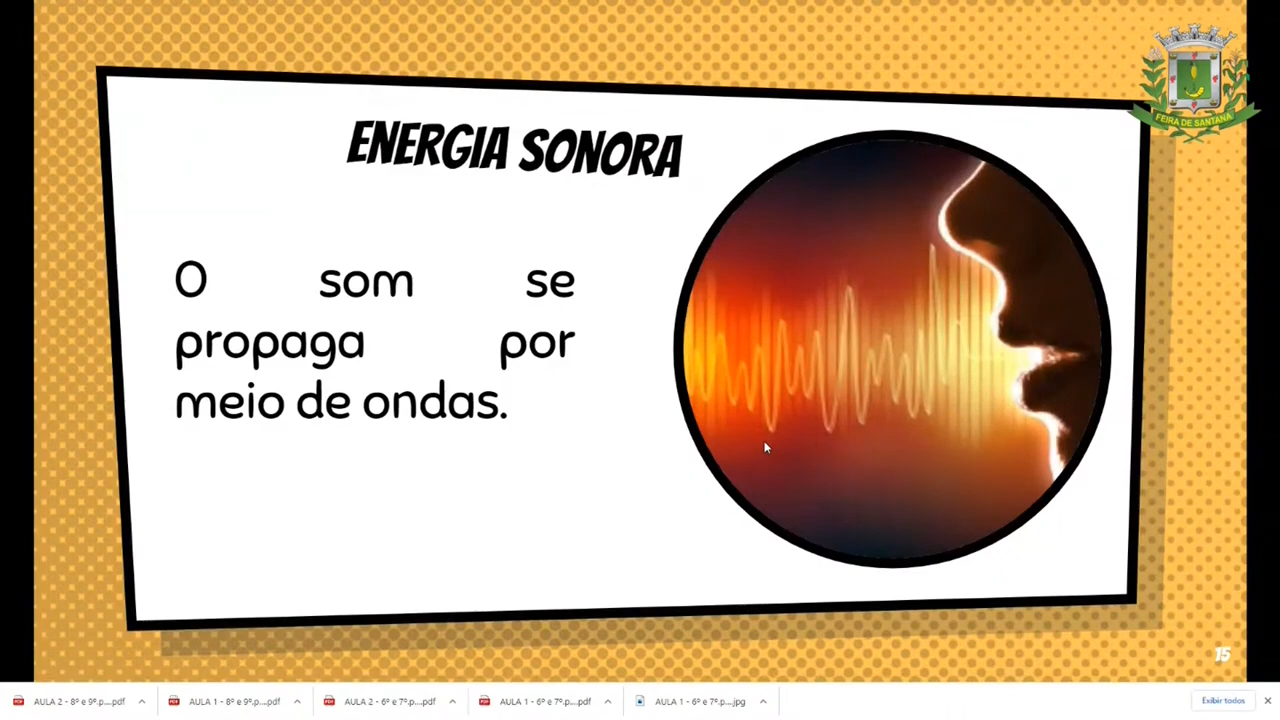 FEIRA DE SANTANA
ENERGIA SONORA
O som se
propaga por
meio de ondas.
15
AULA 2 - 8º e 9º.p....pdf
AULA 1 - 8º e 9º.p....pdf
AULA 2 - 6º e 7º.p....pdf
AULA 1 - 6º e 7º.p....pdf
AULA 1 - 6º e 7º.p....jpg
Exibir todos